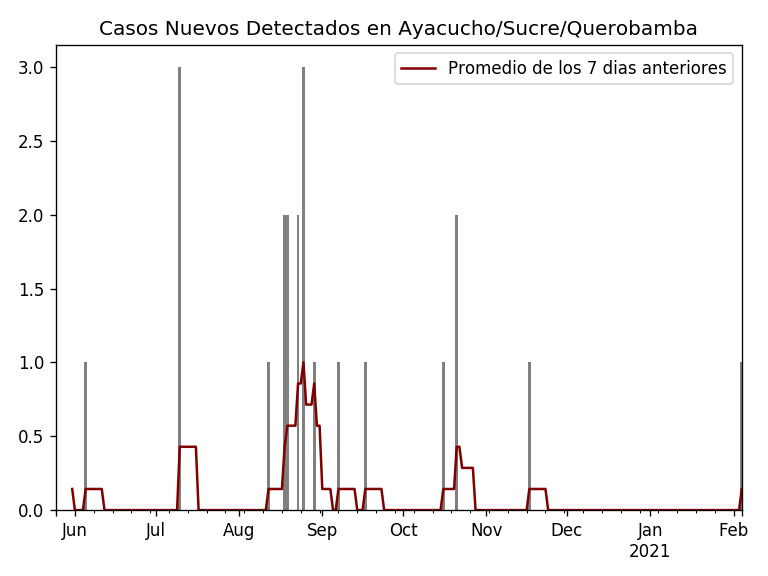 Casos Nuevos Detectados en Ayacucho/Sucre/Querobamba
Promedio de los 7 dias anteriores
3.0
2.5
2.0
1.5
1.0
0.5
0.0
Jun Jul Aug Sep Oct Nov Dec Jan Feb
2021